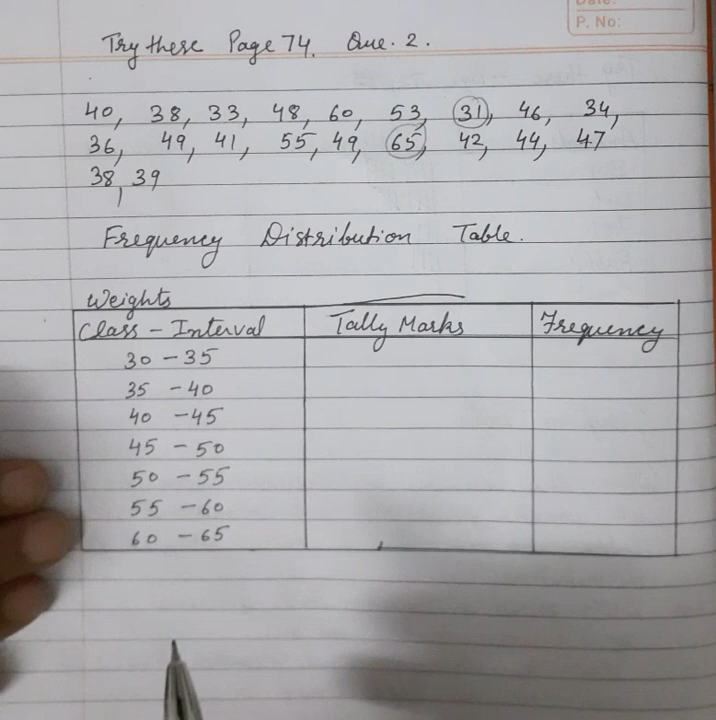 Date:
P. No:
Try these Page 74. Que. 2.
40, 38, 33, 48, 60, 53, 31, 46, 34,
36, 49, 41, 55, 49, 65, 42, 44, 47
38, 39
Frequency Distribution Table.
Weights
Class - Interval Tally Marks Frequency
30 - 35
35 - 40
40 - 45
45 - 50
50 - 55
55 - 60
60 - 65